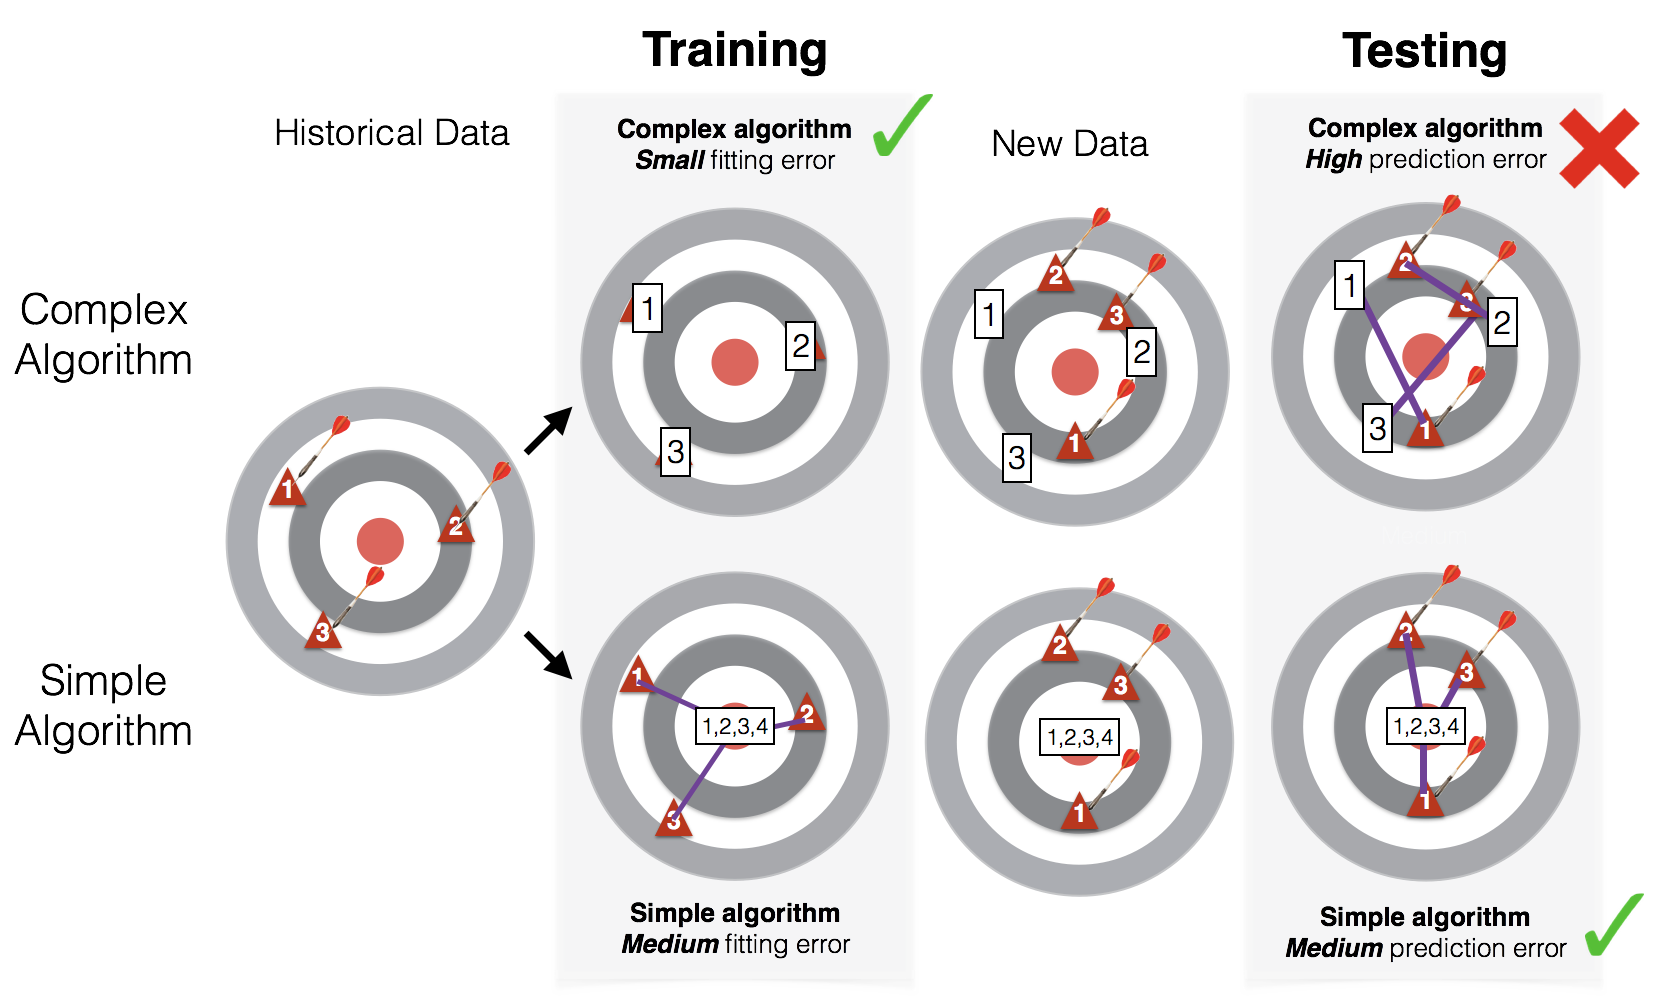 Training
Testing
Historical Data
Complex algorithm
Small fitting error
New Data
Complex algorithm
High prediction error
Complex
Algorithm
1
2
3
2
3
1
2
3
1
2
3
1
1
2
3
2
3
1
1
2
3
Simple
Algorithm
1
2
3
1,2,3,4
2
3
1
1,2,3,4
2
3
1
1,2,3,4
Simple algorithm
Medium fitting error
Simple algorithm
Medium prediction error